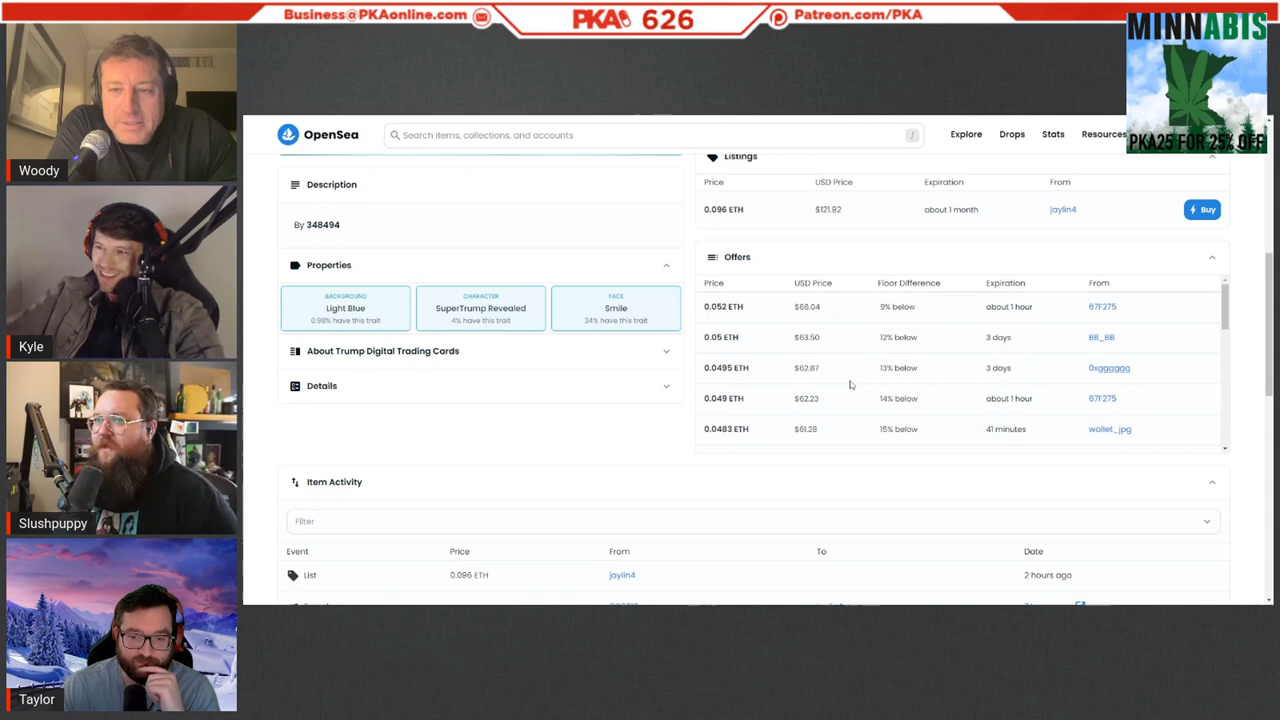 Business@PKAonline.com
PKA 626
Patreon.com/PKA
MINNABIS
PKA25 FOR 25% OFF
Woody
Kyle
Slushpuppy
Taylor
OpenSea
Search items, collections, and accounts
/
Explore
Drops
Stats
Resources
Description
By 348494
Properties
BACKGROUND
Light Blue
0.98% have this trait
CHARACTER
SuperTrump Revealed
4% have this trait
FACE
Smile
34% have this trait
About Trump Digital Trading Cards
Details
Listings
Price USD Price Expiration From
0.096 ETH $121.92 about 1 month jaylin4 Buy
Offers
Price USD Price Floor Difference Expiration From
0.052 ETH $66.04 9% below about 1 hour 67F275
0.05 ETH $63.50 12% below 3 days BB_BB
0.0495 ETH $62.87 13% below 3 days 0xgggggg
0.049 ETH $62.23 14% below about 1 hour 67F275
0.0483 ETH $61.28 15% below 41 minutes wallet_jpg
Item Activity
Filter
Event Price From To Date
List 0.096 ETH jaylin4 2 hours ago